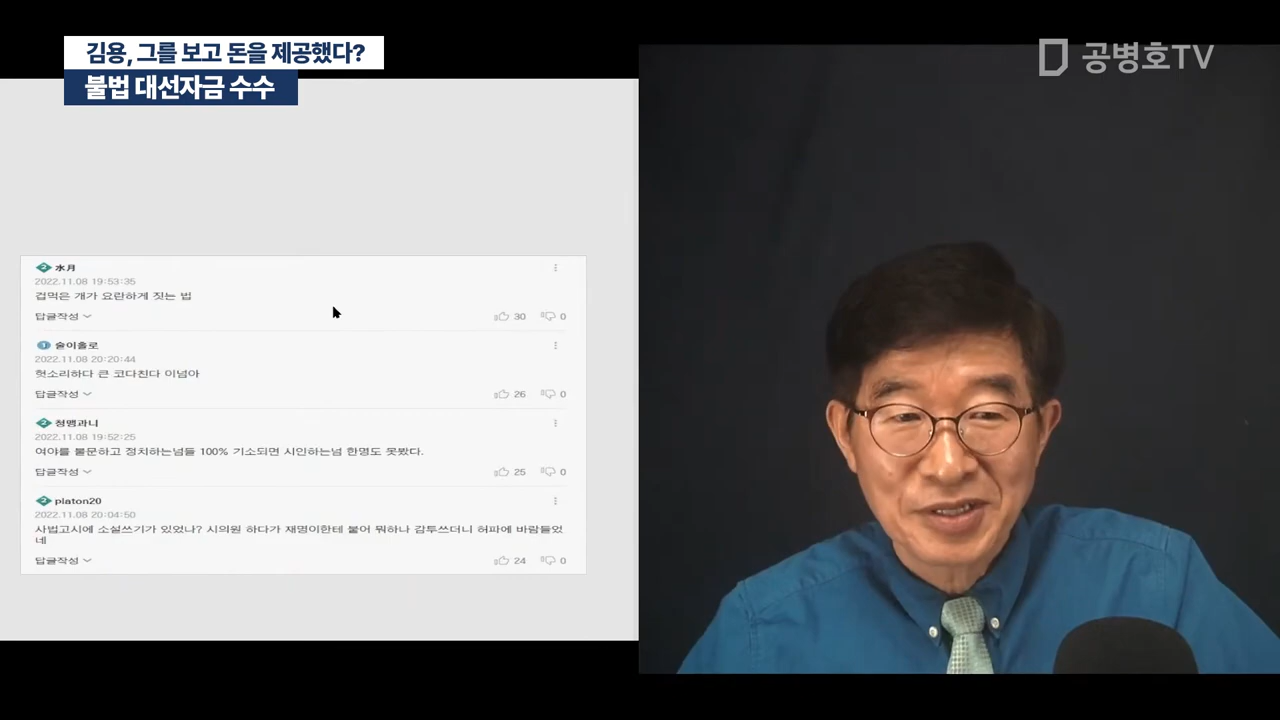 김용, 그를 보고 돈을 제공했다?
불법 대선자금 수수
공병호TV
2 水月
2022.11.08 19:53:35
겁먹은 개가 요란하게 짓는 법
답글작성
30 0
1 술이홀로
2022.11.08 20:20:44
헛소리하다 큰 코다친다 이넘아
답글작성
26 0
2 청맹과니
2022.11.08 19:52:25
여야를 불문하고 정치하는넘들 100% 기소되면 시인하는넘 한명도 못봤다.
답글작성
25 0
2 platon20
2022.11.08 20:04:50
사법고시에 소설쓰기가 있었나? 시의원 하다가 재명이한테 붙어 뭐하나 감투쓰더니 허파에 바람들었
네
답글작성
24 0